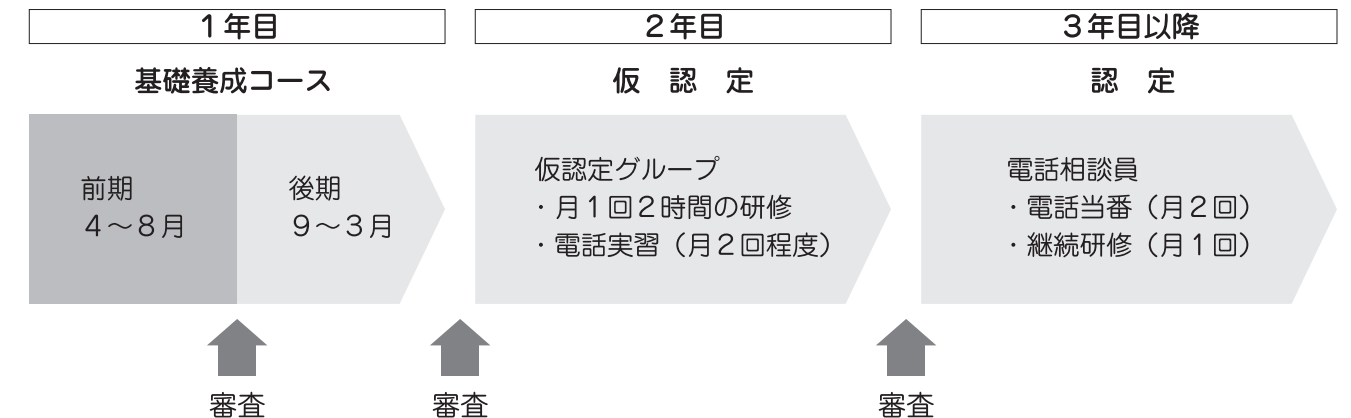 1年目
基礎養成コース
前期
4～8月
後期
9～3月
審査
審査
2年目
仮　認　定
仮認定グループ
・月1回2時間の研修
・電話実習（月2回程度）
審査
3年目以降
認　定
電話相談員
・電話当番（月2回）
・継続研修（月1回）